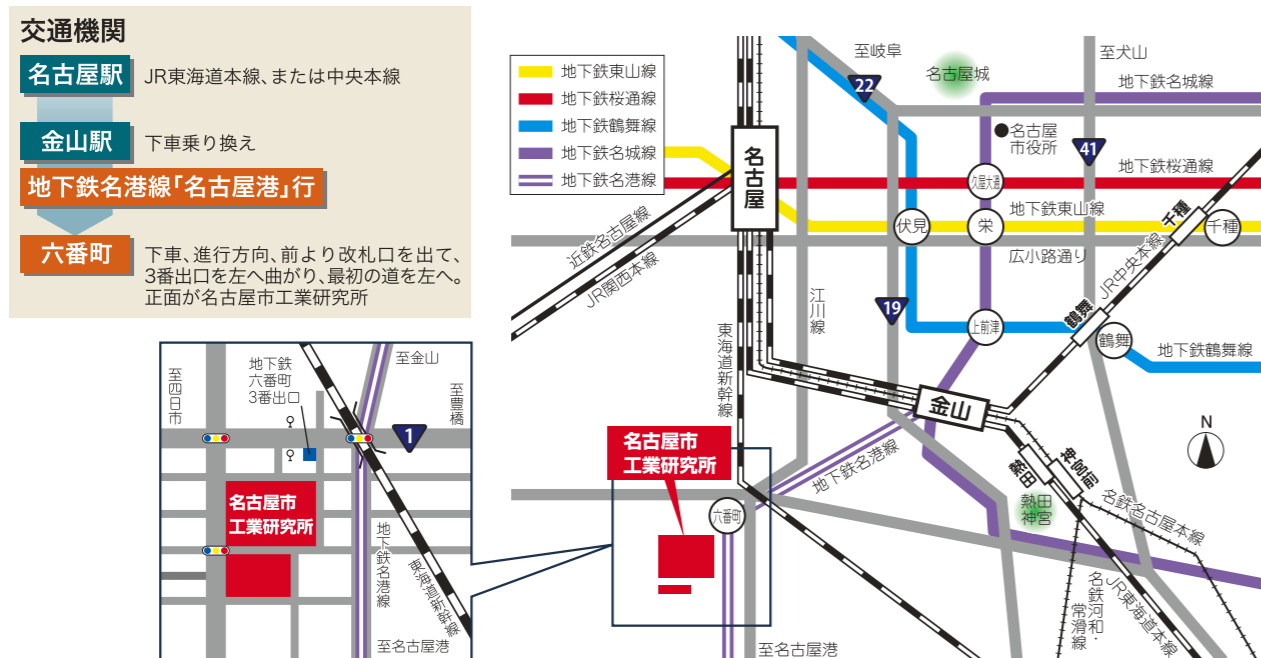 交通機関
名古屋駅
JR東海道本線、または中央本線
金山駅
下車乗り換え
地下鉄名港線「名古屋港」行
六番町
下車、進行方向、前より改札口を出て、
3番出口を左へ曲がり、最初の道を左へ。
正面が名古屋市工業研究所
地下鉄東山線
地下鉄桜通線
地下鉄鶴舞線
地下鉄名城線
地下鉄名港線
至岐阜
22
名古屋城
至犬山
地下鉄名城線
名古屋
市役所
41
名古屋
久屋大通
地下鉄桜通線
近鉄名古屋線
JR関西本線
伏見
栄
地下鉄東山線
千種
千種
広小路通り
JR中央本線
江川線
19
上前津
鶴舞
鶴舞
地下鉄鶴舞線
東海道新幹線
金山
N
名古屋市
工業研究所
地下鉄名港線
熱田
神宮前
六番町
熱田
神宮
名鉄名古屋本線
名鉄河和・
常滑線
JR東海道本線
至名古屋港
至四日市
地下鉄
六番町
3番出口
至金山
至豊橋
1
名古屋市
工業研究所
地下鉄名港線
東海道新幹線
至名古屋港